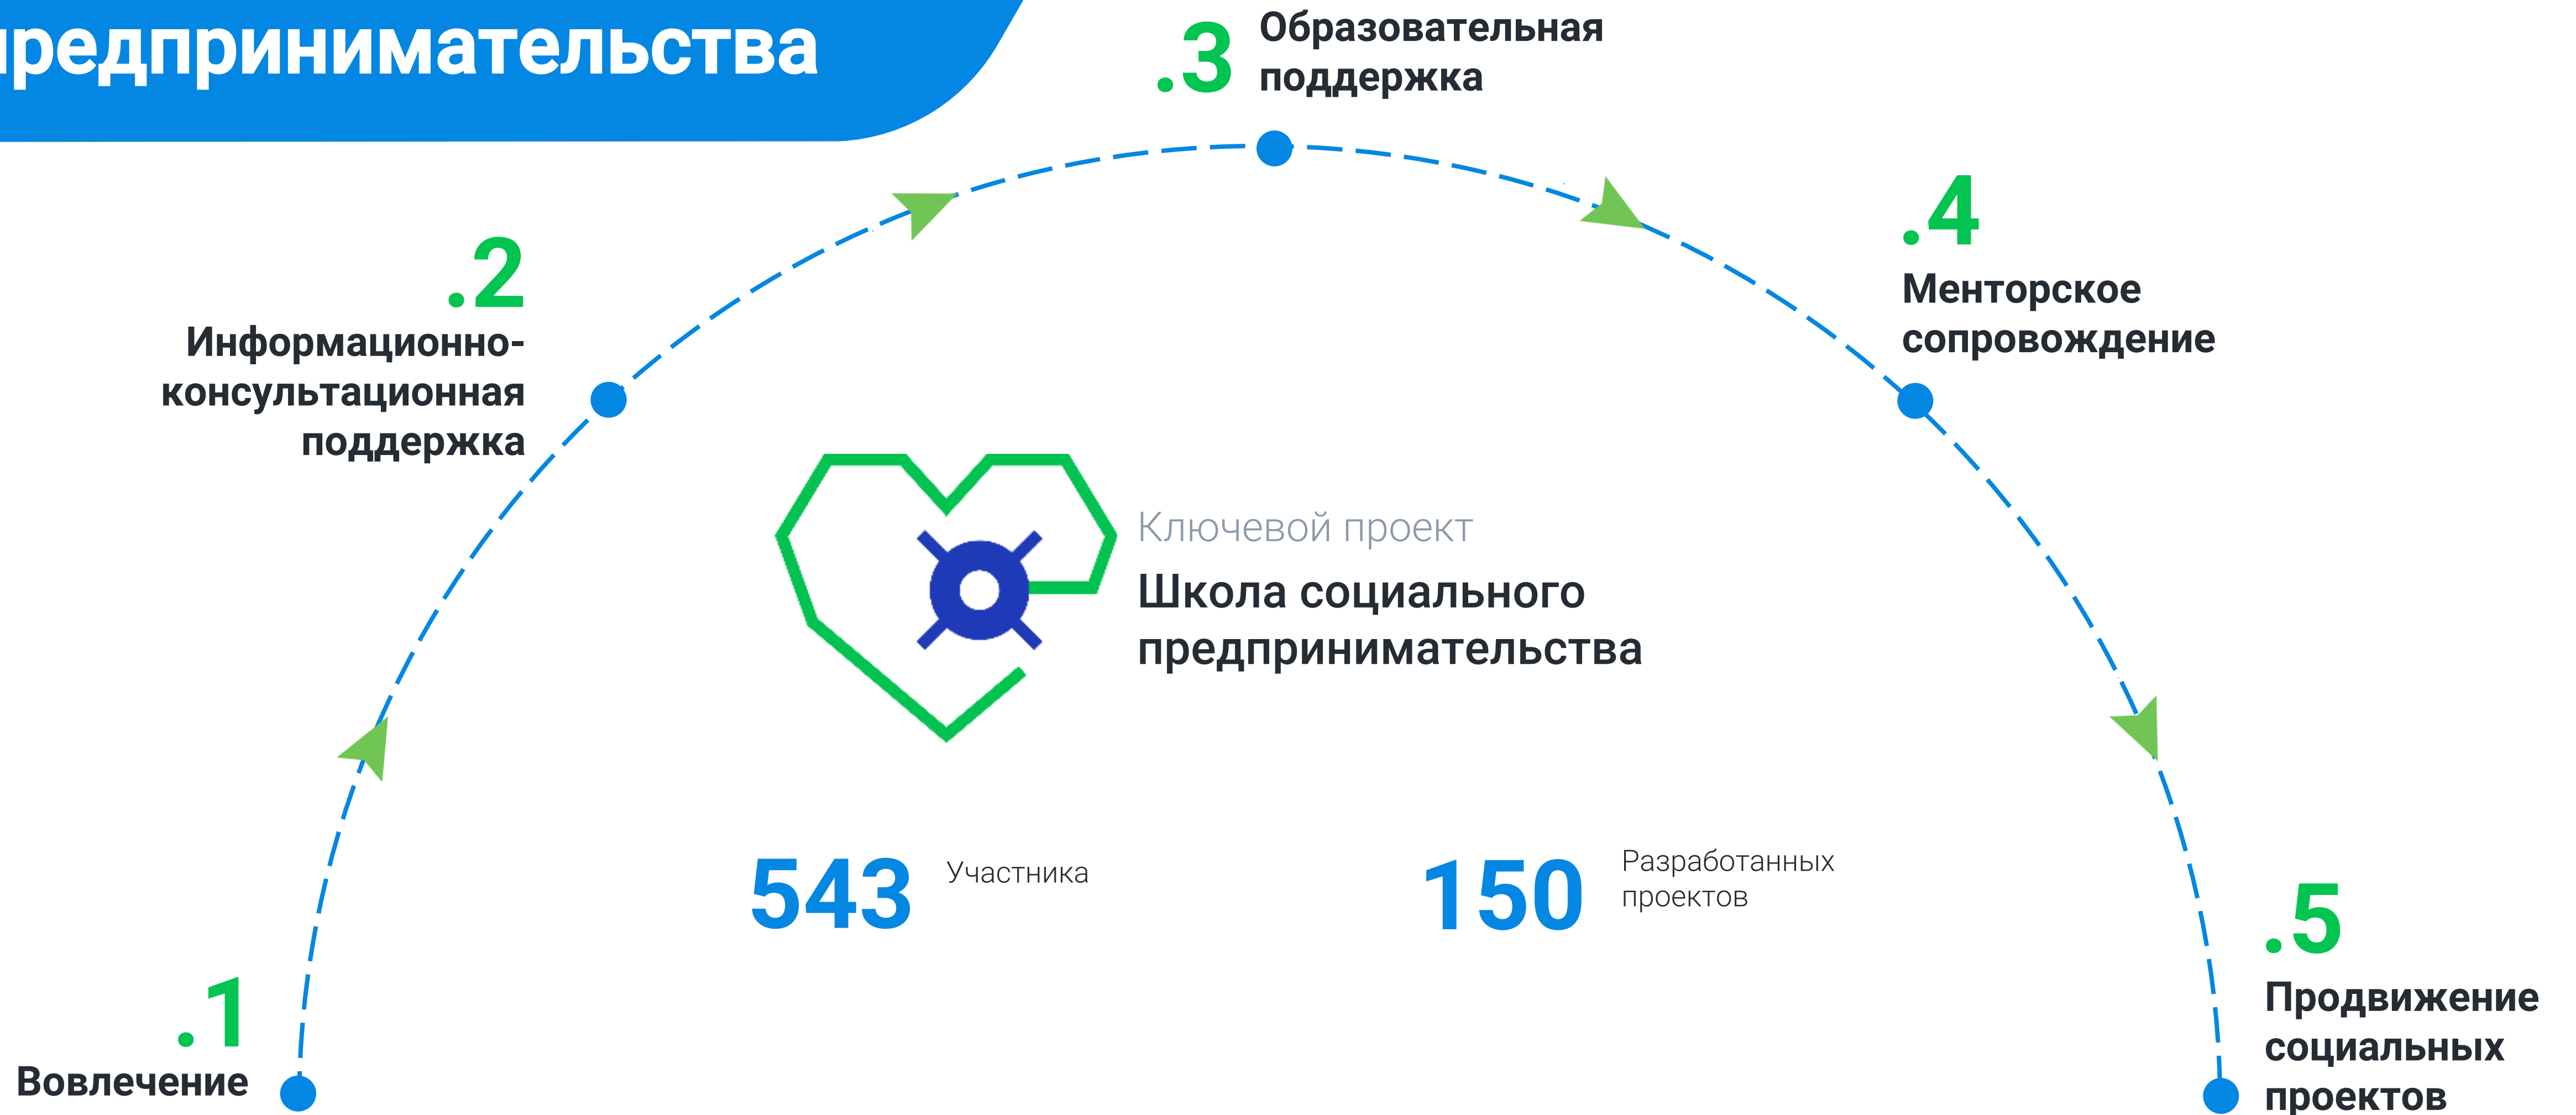 предпринимательства
.1
Вовлечение
.2
Информационно-
консультационная
поддержка
.3
Образовательная
поддержка
.4
Менторское
сопровождение
.5
Продвижение
социальных
проектов
Ключевой проект
Школа социального
предпринимательства
543
Участника
150
Разработанных
проектов